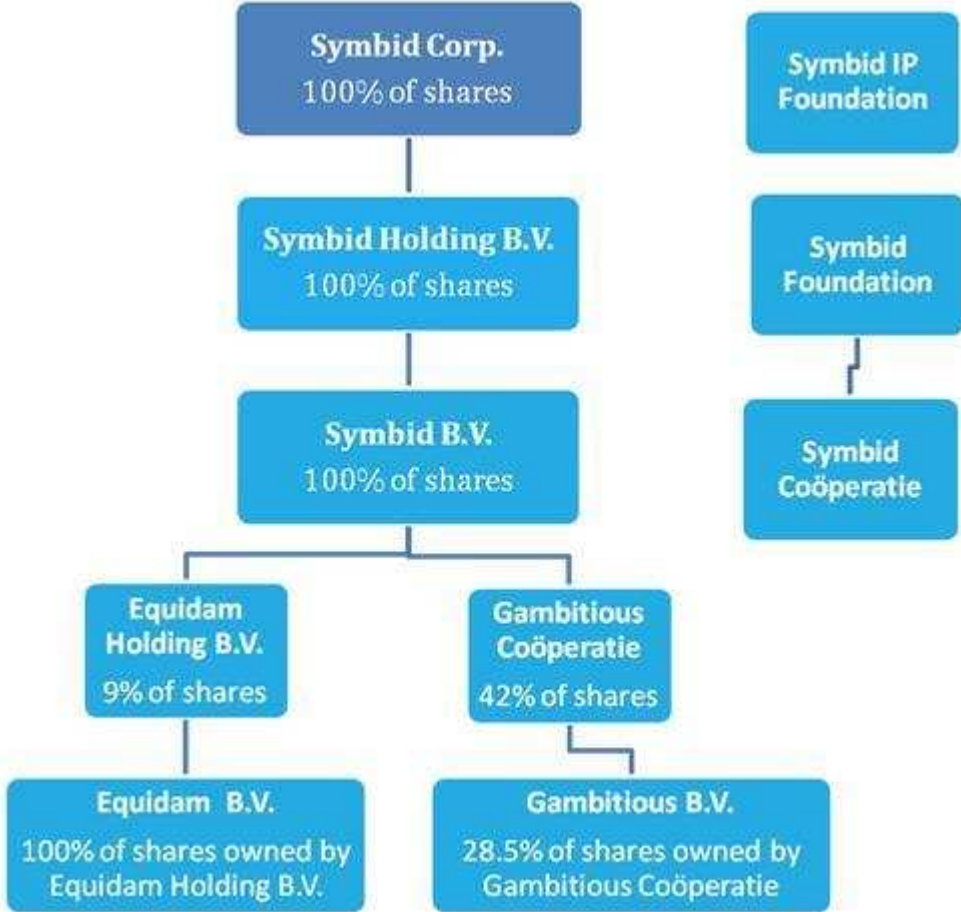 Symbid Corp.
100% of shares
Symbid Holding B.V.
100% of shares
Symbid B.V.
100% of shares
Equidam
Holding B.V.
9% of shares
Gambitious
Coöperatie
42% of shares
Equidam B.V.
100% of shares owned by
Equidam Holding B.V.
Gambitious B.V.
28.5% of shares owned by
Gambitious Coöperatie
Symbid IP
Foundation
Symbid
Foundation
Symbid
Coöperatie